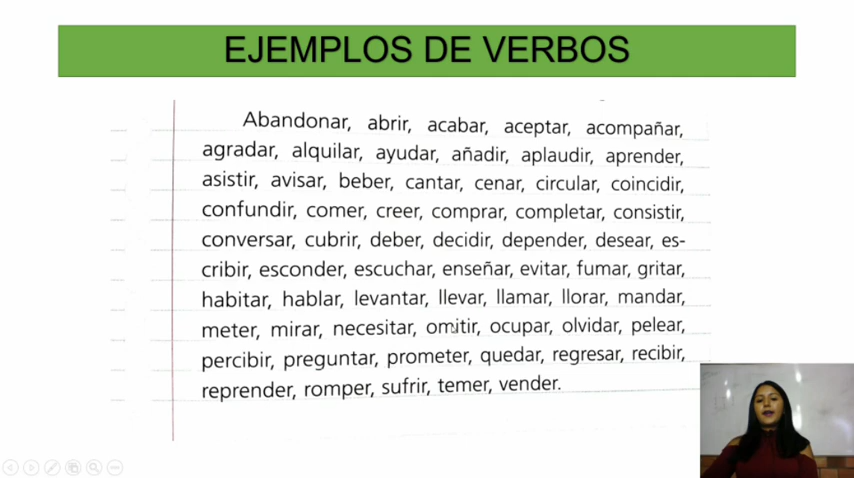 EJEMPLOS DE VERBOS
Abandonar, abrir, acabar, aceptar, acompañar,
agradar, alquilar, ayudar, añadir, aplaudir, aprender,
asistir, avisar, beber, cantar, cenar, circular, coincidir,
confundir, comer, creer, comprar, completar, consistir,
conversar, cubrir, deber, decidir, depender, desear, es-
cribir, esconder, escuchar, enseñar, evitar, fumar, gritar,
habitar, hablar, levantar, llevar, llamar, llorar, mandar,
meter, mirar, necesitar, omitir, ocupar, olvidar, pelear,
percibir, preguntar, prometer, quedar, regresar, recibir,
reprender, romper, sufrir, temer, vender.